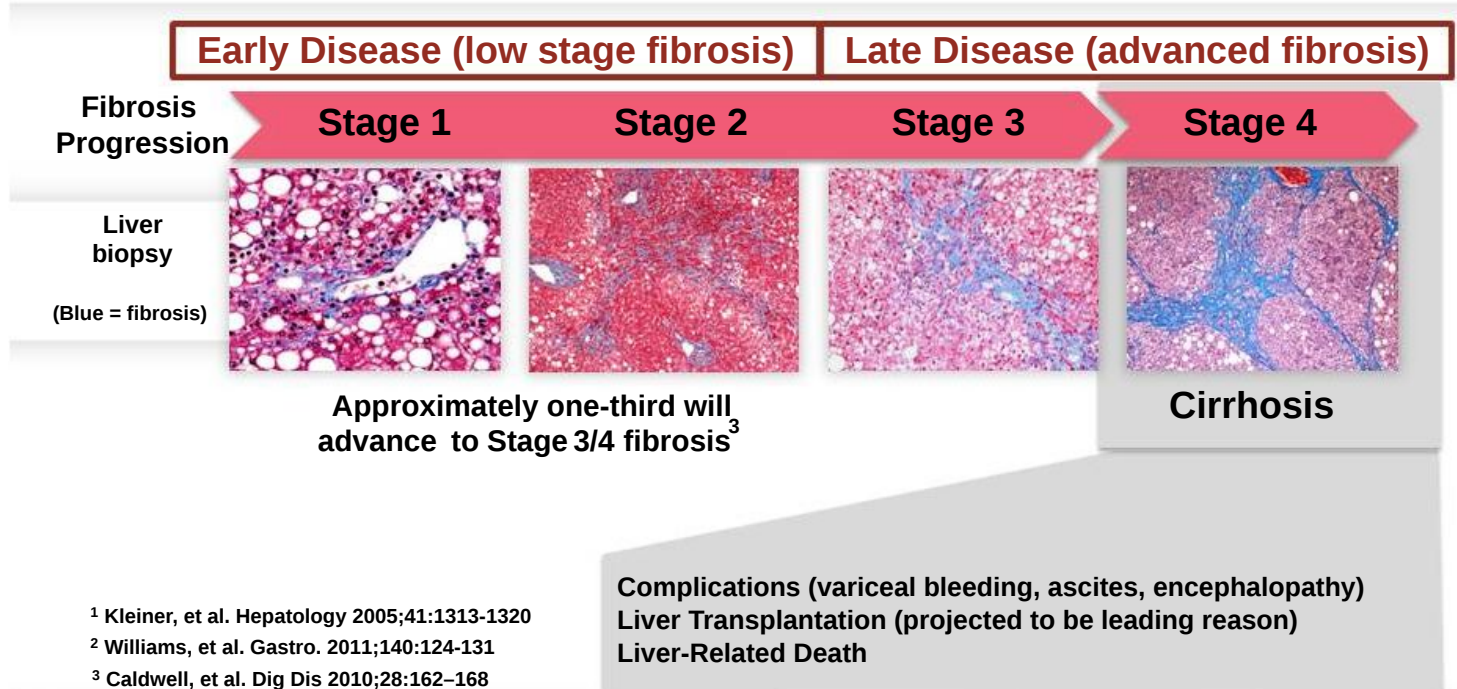 Early Disease (low stage fibrosis)
Late Disease (advanced fibrosis)
Fibrosis
Progression
Stage 1
Stage 2
Stage 3
Stage 4
Liver
biopsy
(Blue = fibrosis)
Approximately one-third will
advance to Stage 3/4 fibrosis³
Cirrhosis
Complications (variceal bleeding, ascites, encephalopathy)
Liver Transplantation (projected to be leading reason)
Liver-Related Death
¹ Kleiner, et al. Hepatology 2005;41:1313-1320
² Williams, et al. Gastro. 2011;140:124-131
³ Caldwell, et al. Dig Dis 2010;28:162–168